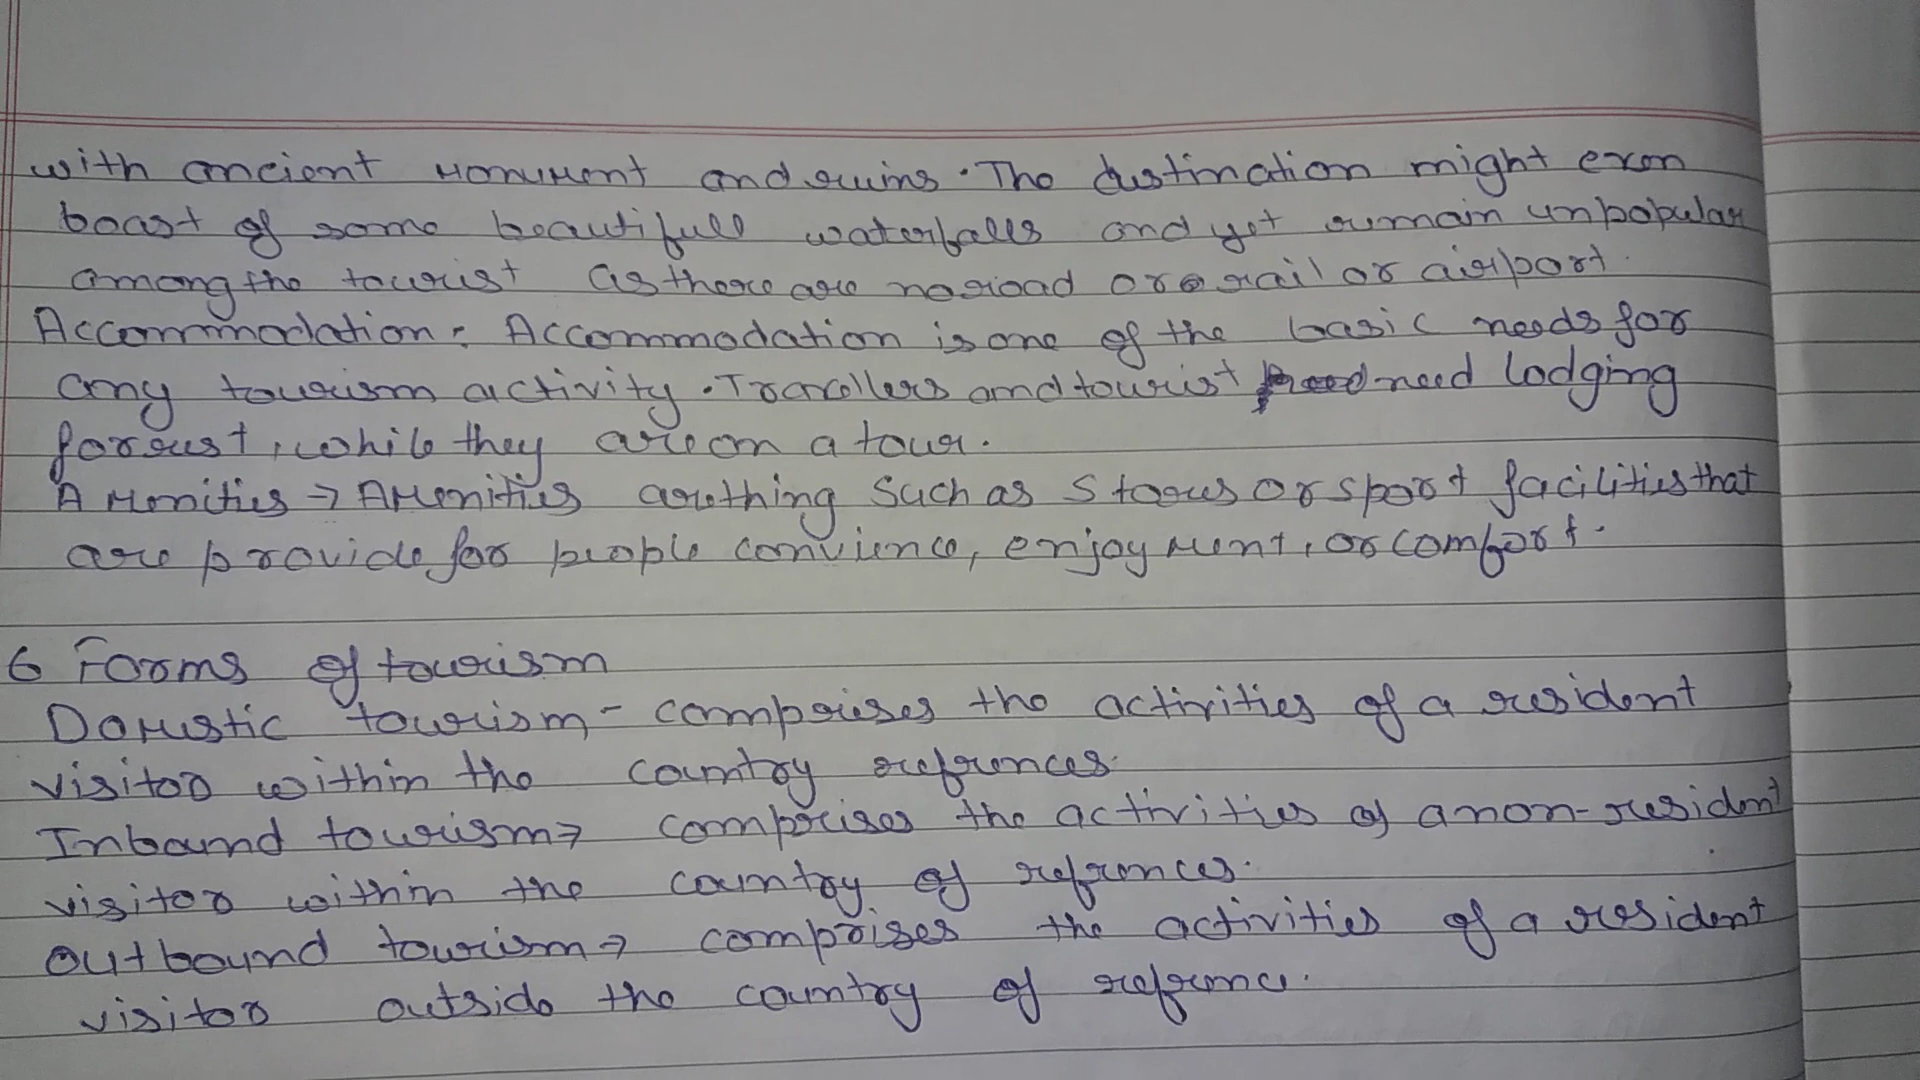 with ancient monument and ruins. The destination might even
boast of some beautifull waterfalls and yet remain unpopular
among the tourist as there are no road or rail or airport.
Accommodation: Accommodation is one of the basic needs for
any tourism activity. Travellers and tourist need need lodging
for rest, while they are on a tour.
Amenities → Amenities are thing such as stores or sport facilities that
are provide for people convience, enjoyment, or comfort.
6 Forms of tourism
Domestic tourism - comprises the activities of a resident
visitor within the country refrences.
Inbound tourism → comprises the activities of a non-resident
visitor within the country of refrences.
outbound tourism → comprises the activities of a resident
visitor outside the country of refrence.